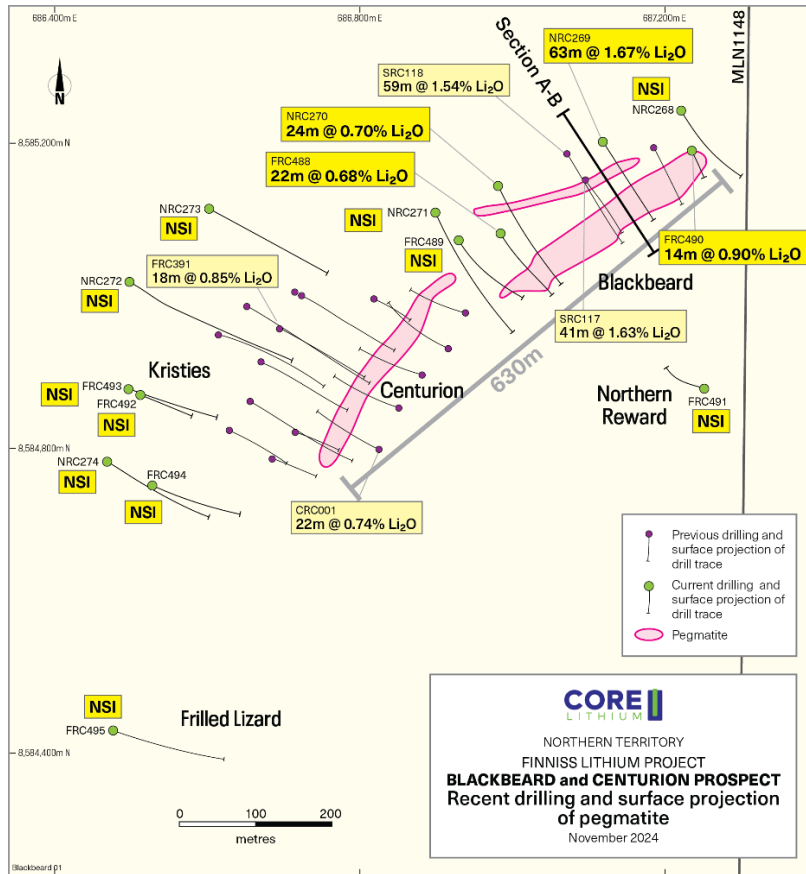 686,400mE
686,800mE
687,200mE
MLN1148
N
NRC269
63m @ 1.67% Li₂O
SRC118
59m @ 1.54% Li₂O
Section A-B
NSI
NRC268
NRC270
24m @ 0.70% Li₂O
8,585,200m N
FRC488
22m @ 0.68% Li₂O
NRC273
NSI
NRC271
NSI
FRC489
NSI
FRC490
14m @ 0.90% Li₂O
FRC391
18m @ 0.85% Li₂O
NRC272
NSI
Blackbeard
SRC117
41m @ 1.63% Li₂O
630m
Kristies
Centurion
NSI
FRC493
FRC492
NSI
Northern
Reward
FRC491
NSI
8,584,800m N
NRC274
NSI
FRC494
NSI
CRC001
22m @ 0.74% Li₂O
Previous drilling and
surface projection of
drill trace
Current drilling and
surface projection of
drill trace
Pegmatite
NSI
FRC495
Frilled Lizard
8,584,400m N
CORE
LITHIUM
NORTHERN TERRITORY
FINNISS LITHIUM PROJECT
BLACKBEARD and CENTURION PROSPECT
Recent drilling and surface projection
of pegmatite
November 2024
0 100 200
metres
Blackbeard 01